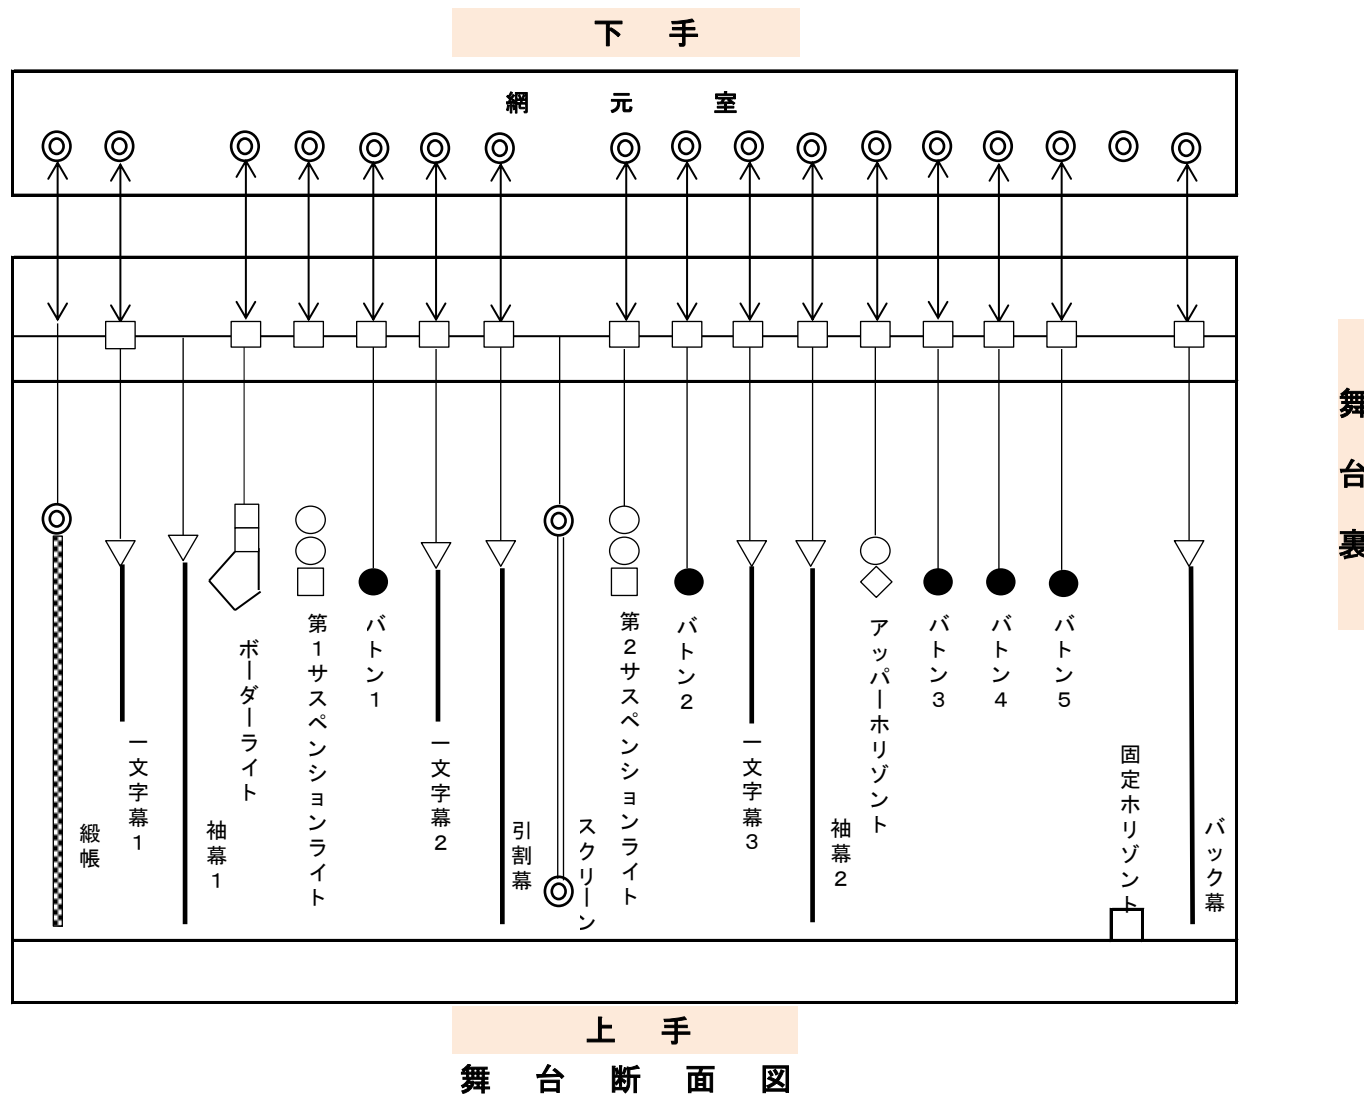 下 手
網 元 室
舞台裏
緞帳
一文字幕1
袖幕1
ボーダーライト
第1サスペンションライト
バトン1
一文字幕2
引割幕
スクリーン
第2サスペンションライト
バトン2
一文字幕3
袖幕2
アッパーホリゾント
バトン3
バトン4
バトン5
固定ホリゾント
バック幕
上 手
舞 台 断 面 図